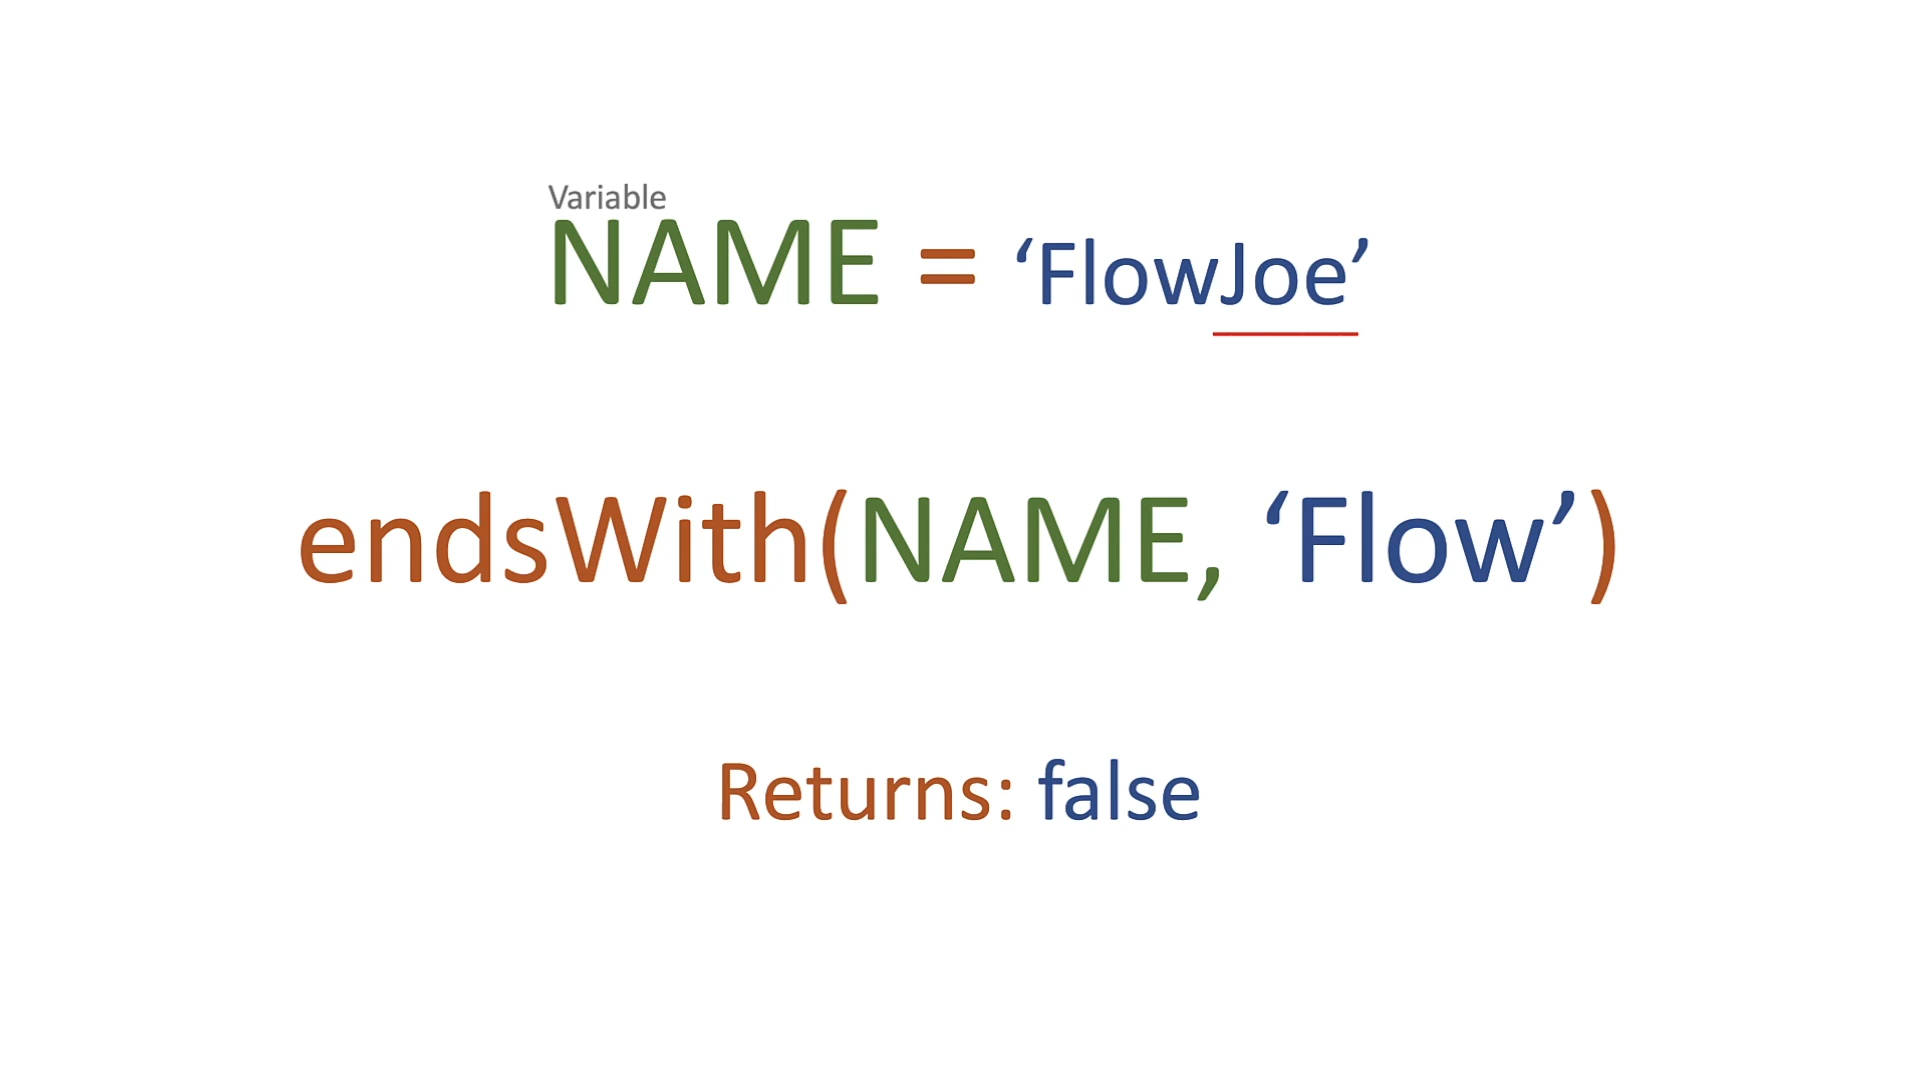 Variable
NAME = ‘FlowJoe’
endsWith(NAME, ‘Flow’)
Returns: false